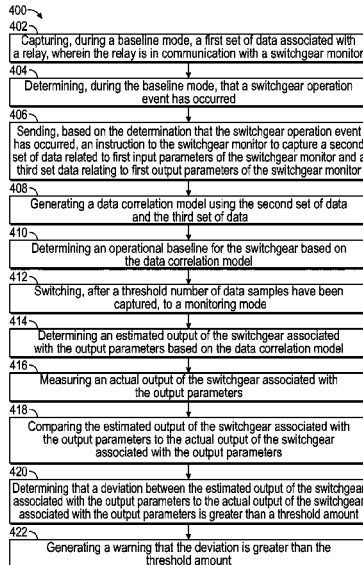 400
402
Capturing, during a baseline mode, a first set of data associated with
a relay, wherein the relay is in communication with a switchgear monitor
404
Determining, during the baseline mode, that a switchgear operation
event has occurred
406
Sending, based on the determination that the switchgear operation event
has occurred, an instruction to the switchgear monitor to capture a second
set of data related to first input parameters of the switchgear monitor and a
third set data relating to first output parameters of the switchgear monitor
408
Generating a data correlation model using the second set of data
and the third set of data
410
Determining an operational baseline for the switchgear based on
the data correlation model
412
Switching, after a threshold number of data samples have been
captured, to a monitoring mode
414
Determining an estimated output of the switchgear associated
with the output parameters based on the data correlation model
416
Measuring an actual output of the switchgear associated with
the output parameters
418
Comparing the estimated output of the switchgear associated with
the output parameters to the actual output of the switchgear
associated with the output parameters
420
Determining that a deviation between the estimated output of the switchgear
associated with the output parameters to the actual output of the switchgear
associated with the output parameters is greater than a threshold amount
422
Generating a warning that the deviation is greater than the
threshold amount